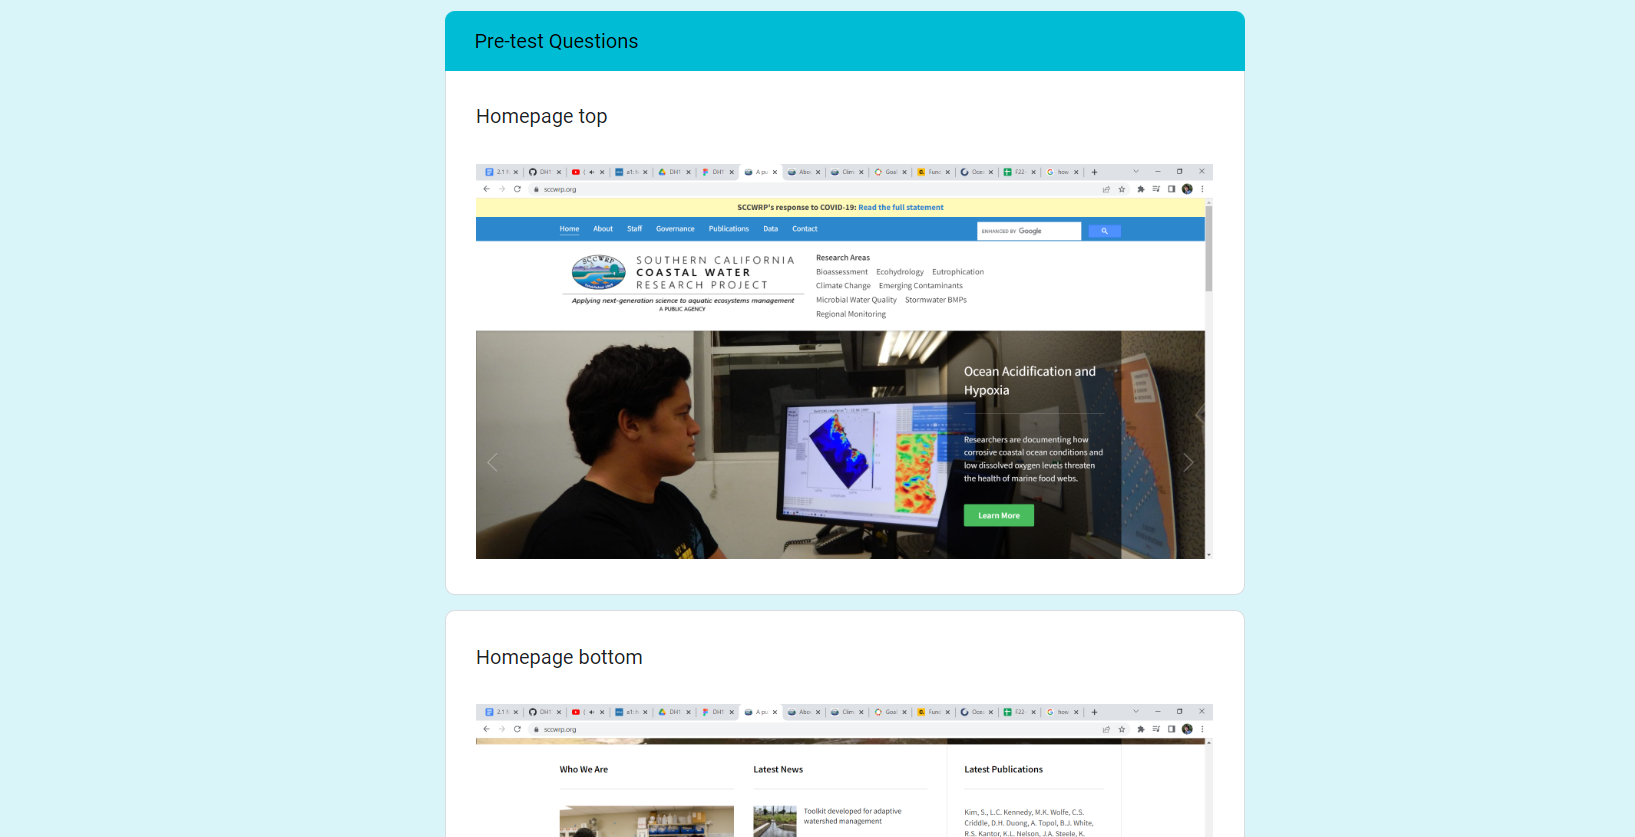 Pre-test Questions
Homepage top
sccwrp.org
SCCWRP's response to COVID-19: Read the full statement
Home About Staff Governance Publications Data Contact
ENHANCED BY Google
SCCWRP
SOUTHERN CALIFORNIA
COASTAL WATER
RESEARCH PROJECT
Applying next-generation science to aquatic ecosystems management
A PUBLIC AGENCY
Research Areas
Bioassessment Ecohydrology Eutrophication
Climate Change Emerging Contaminants
Microbial Water Quality Stormwater BMPs
Regional Monitoring
Ocean Acidification and
Hypoxia
Researchers are documenting how
corrosive coastal ocean conditions and
low dissolved oxygen levels threaten
the health of marine food webs.
Learn More
Homepage bottom
sccwrp.org
Who We Are
Latest News
Toolkit developed for adaptive
watershed management
Latest Publications
Kim, S., L.C. Kennedy, M.K. Wolfe, C.S.
Criddle, D.H. Duong, A. Topol, B.J. White,
R.S. Kantor, K.L. Nelson, J.A. Steele, K.